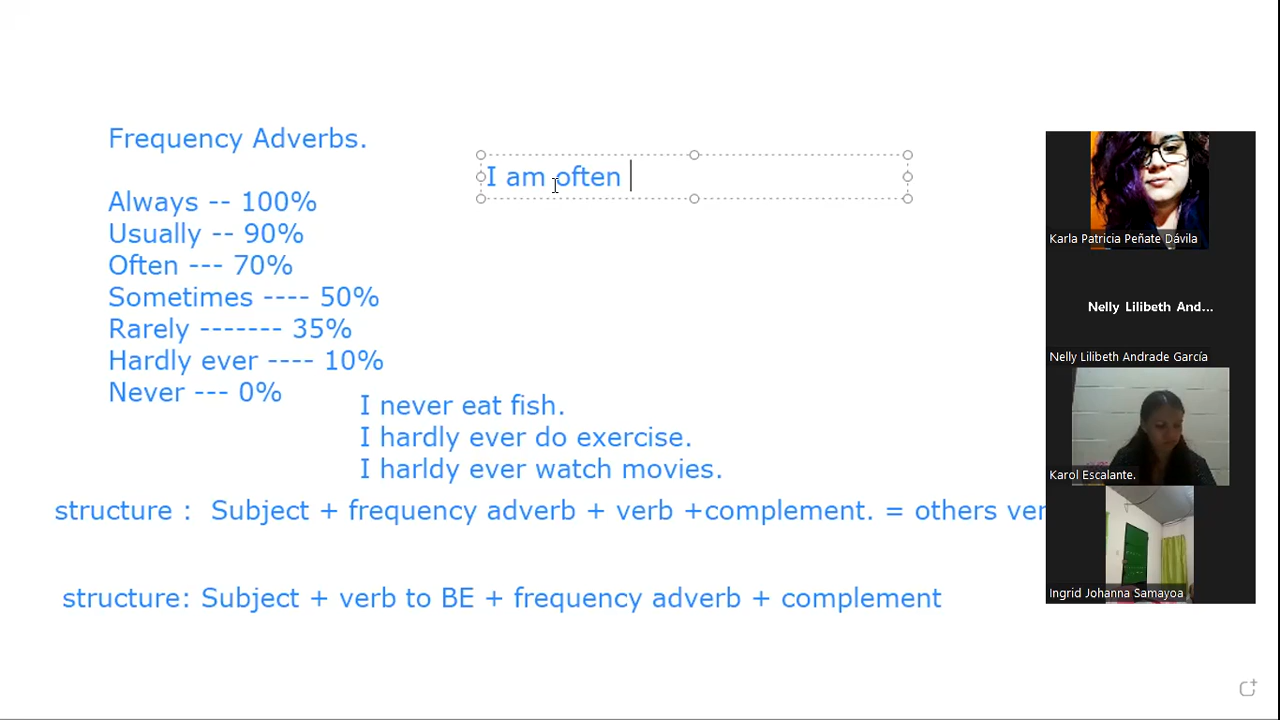 Frequency Adverbs.
I am often
Always -- 100%
Usually -- 90%
Often --- 70%
Sometimes ---- 50%
Rarely ------- 35%
Hardly ever ---- 10%
Never --- 0%
I never eat fish.
I hardly ever do exercise.
I harldy ever watch movies.
structure : Subject + frequency adverb + verb +complement. = others ver
structure: Subject + verb to BE + frequency adverb + complement
Karla Patricia Peñate Dávila
Nelly Lilibeth And...
Nelly Lilibeth Andrade García
Karol Escalante.
Ingrid Johanna Samayoa